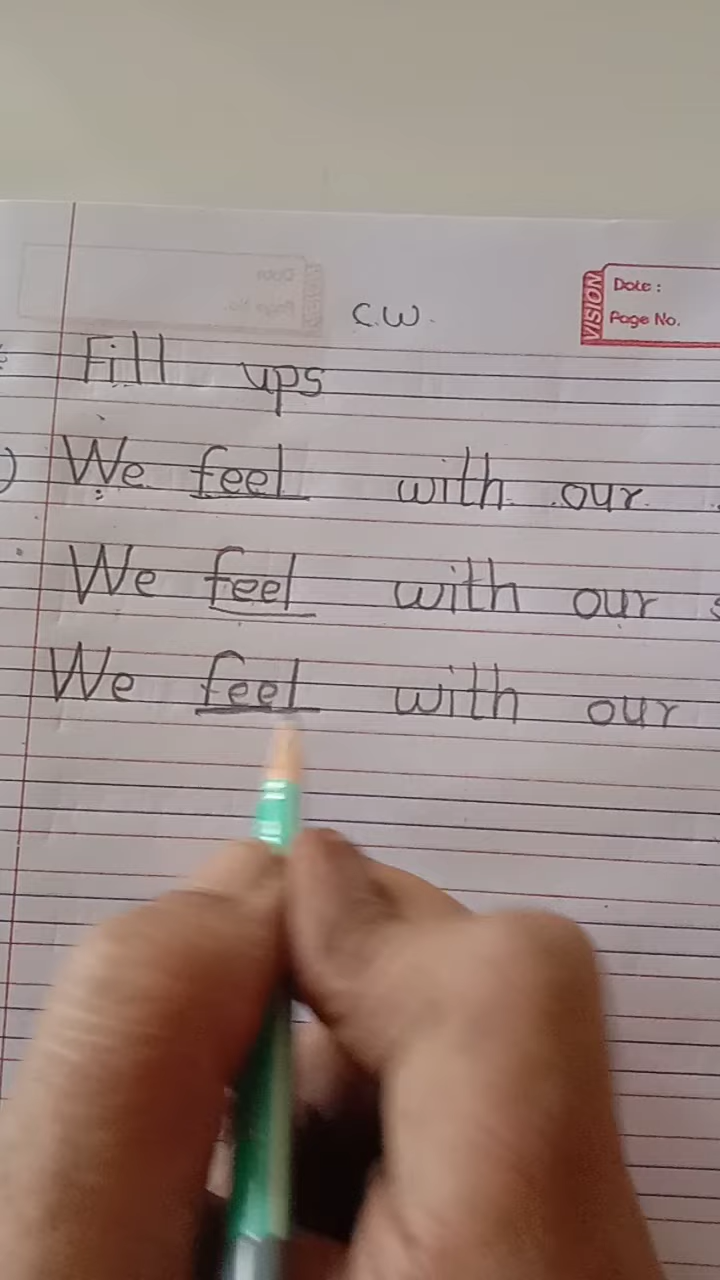 C.W.
VISION
Date :
Page No.
Fill ups
) We feel with our
We feel with our s
We feel with our